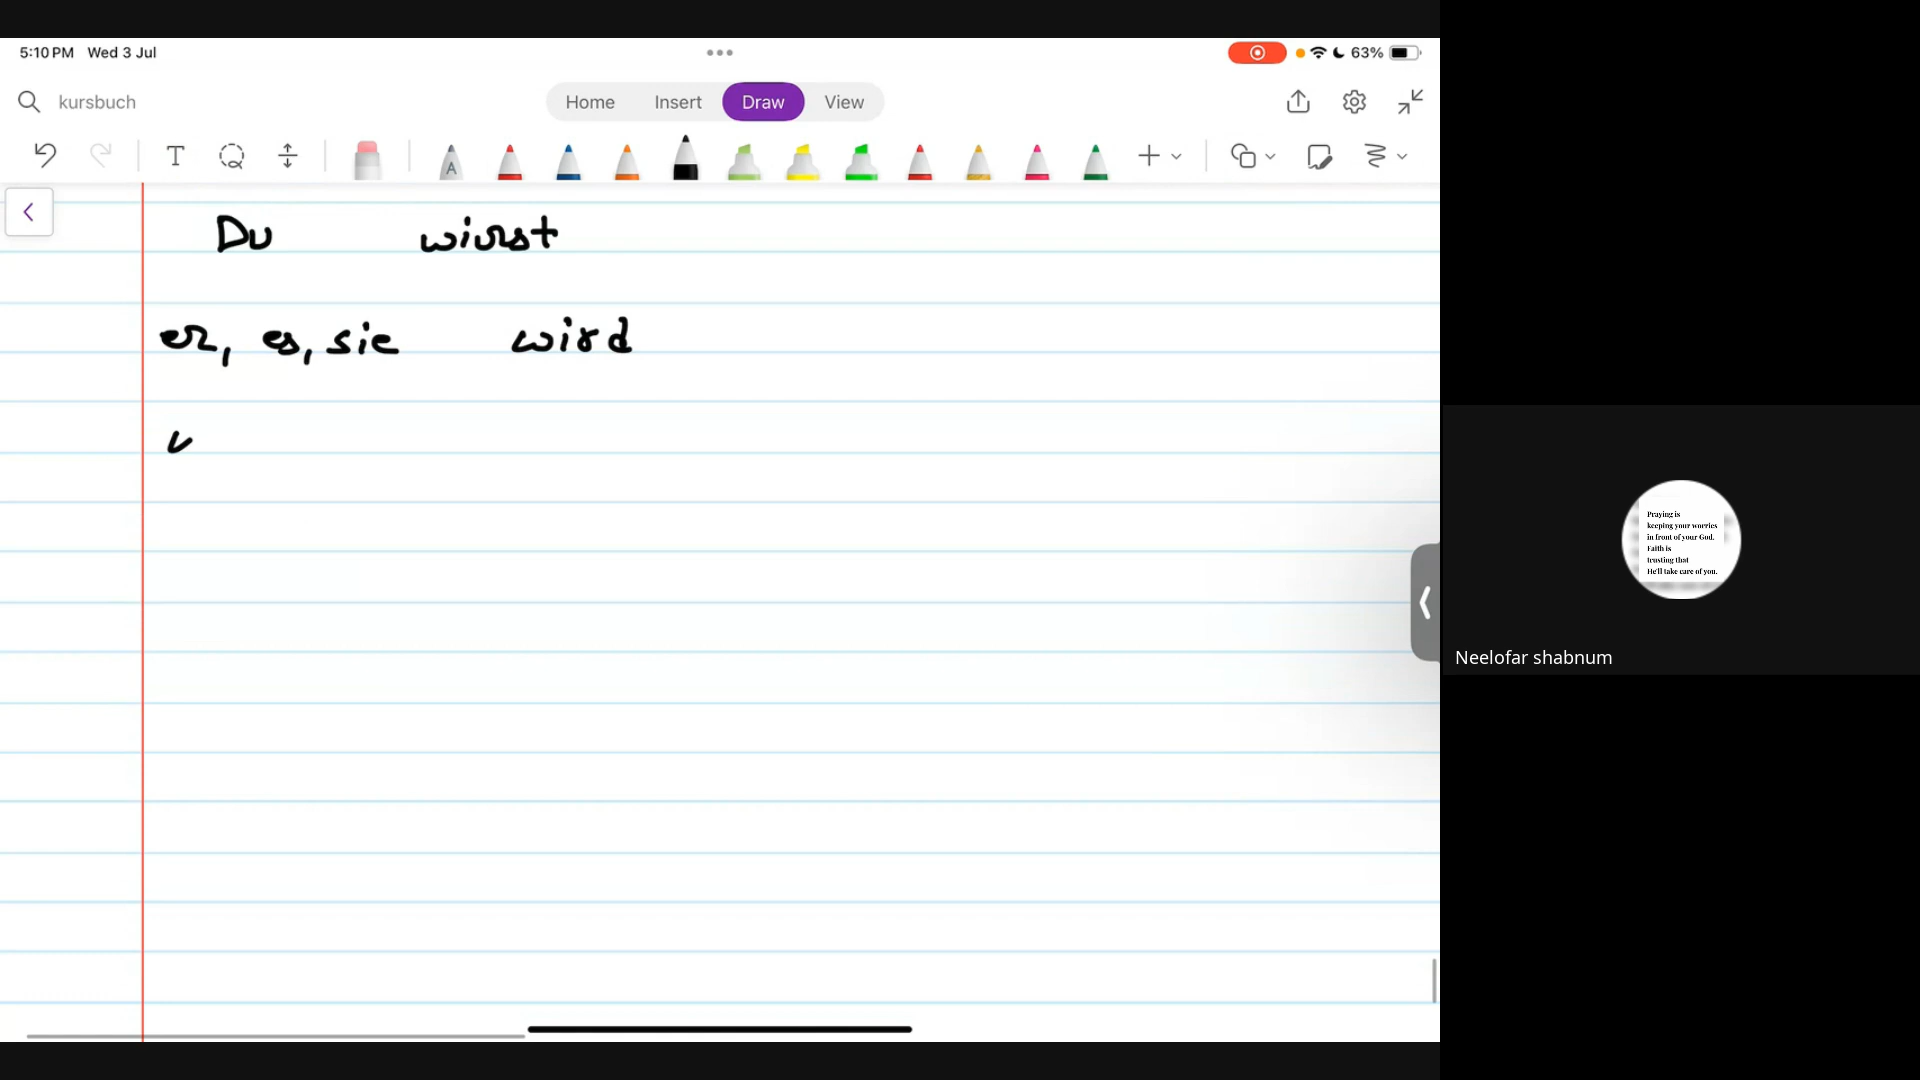 5:10 PM Wed 3 Jul
63%
kursbuch
Home Insert Draw View
T
A
Du wirst
er, es, sie wird
Praying is
keeping your worries
in front of your God.
Faith is
trusting that
He'll take care of you.
Neelofar shabnum